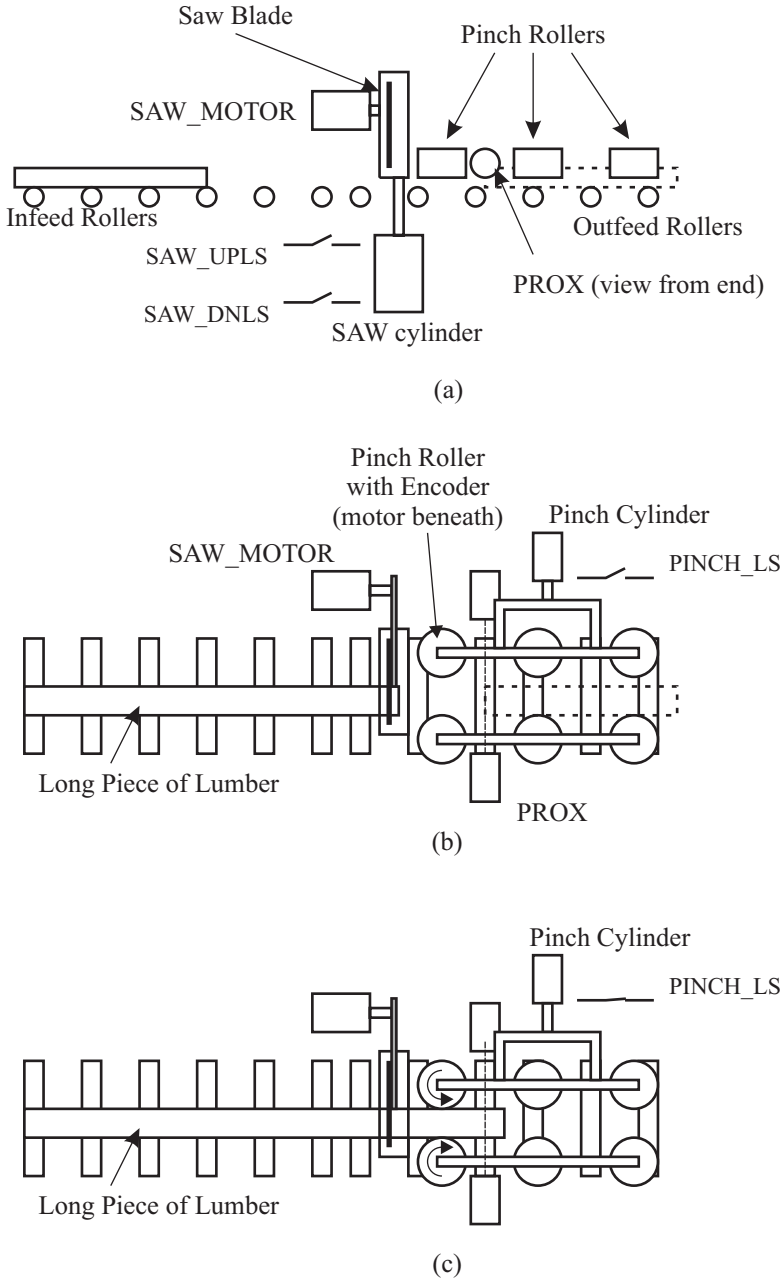 Saw Blade
Pinch Rollers
SAW_MOTOR
Infeed Rollers
Outfeed Rollers
SAW_UPLS
PROX (view from end)
SAW_DNLS
SAW cylinder
(a)
Pinch Roller
with Encoder
(motor beneath)
Pinch Cylinder
SAW_MOTOR
PINCH_LS
Long Piece of Lumber
PROX
(b)
Pinch Cylinder
PINCH_LS
Long Piece of Lumber
(c)